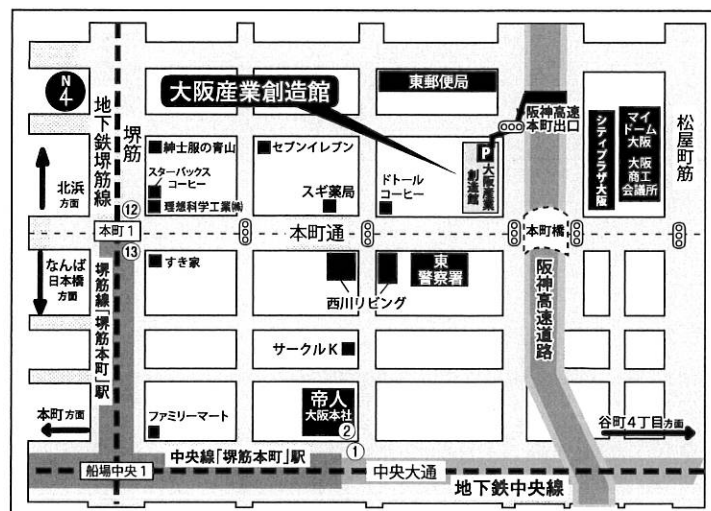 N
4
大阪産業創造館
東郵便局
阪神高速
本町出口
地下鉄堺筋線
堺筋
紳士服の青山
スターバックス
コーヒー
理想科学工業㈱
セブンイレブン
スギ薬局
ドトール
コーヒー
P
大阪産業
創造館
シティプラザ大阪
マイ
ドーム
大阪
大阪
商工
会議所
松屋町筋
北浜
方面
⑫
本町1
本町通
本町橋
⑬
なんば
日本橋
方面
堺筋線「堺筋本町」駅
すき家
西川リビング
東
警察署
阪神高速道路
サークルK
帝人
大阪本社
②
ファミリーマート
本町方面
谷町4丁目方面
①
船場中央1
中央線「堺筋本町」駅
中央大通
地下鉄中央線